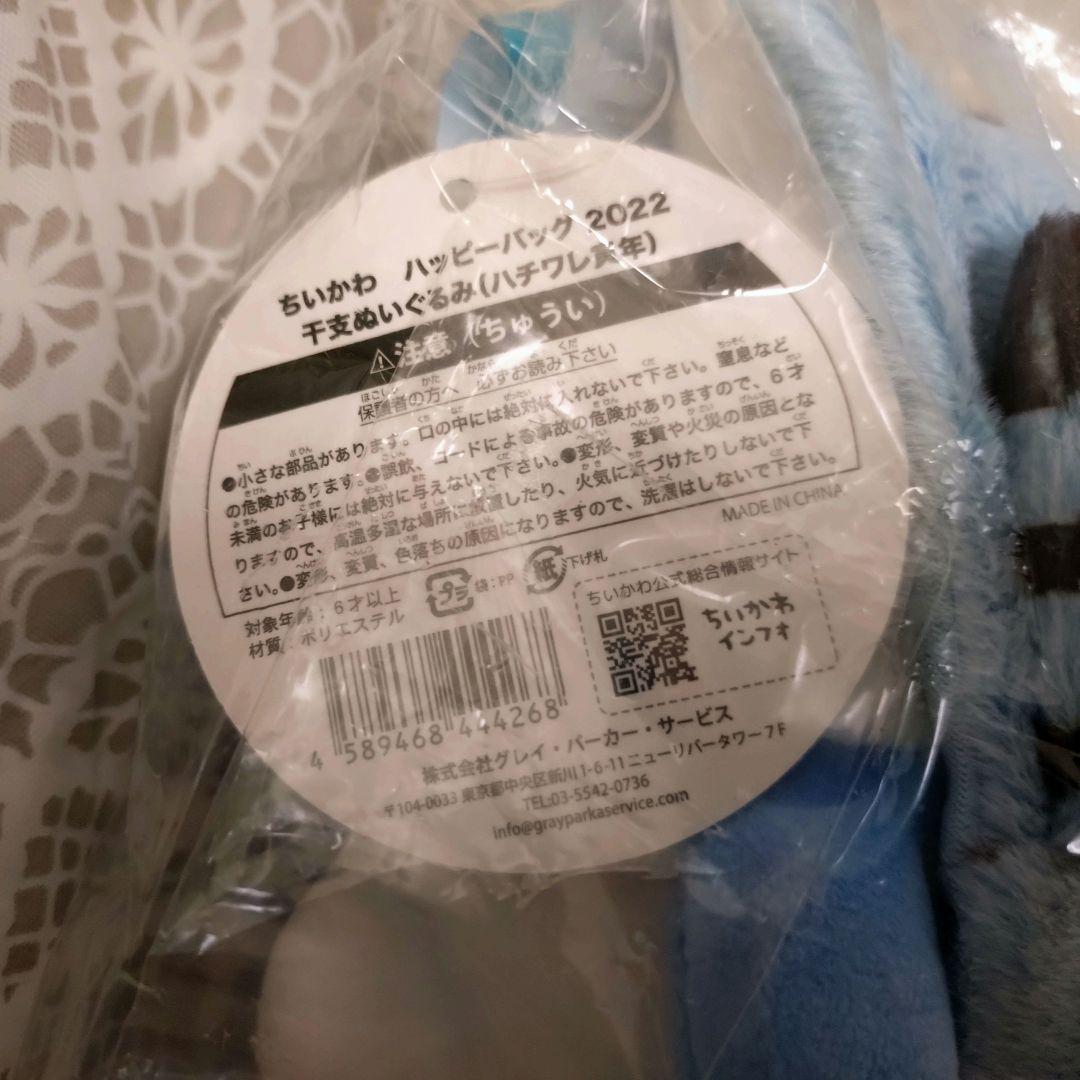 ちいかわ ハッピーバッグ 2022
干支ぬいぐるみ(ハチワレ寅年)
⚠注意(ちゅうい)
保護者の方へ 必ずお読み下さい
●小さな部品があります。口の中には絶対に入れないで下さい。窒息など
の危険があります。●誤飲、コードによる事故の危険がありますので、6才
未満のお子様には絶対に与えないで下さい。●変形、変質や火災の原因とな
りますので、高温多湿な場所に放置したり、火気に近づけたりしないで下
さい。●変形、変質、色落ちの原因になりますので、洗濯はしないで下さい。
MADE IN CHINA
対象年齢:6才以上
材質:ポリエステル
プラ 袋:PP 紙 下げ札
ちいかわ公式総合情報サイト
ちいかわ
インフォ
4 589468 444268
株式会社グレイ・パーカー・サービス
〒104-0033 東京都中央区新川1-6-11 ニューリバータワー7F
TEL:03-5542-0736
info@grayparkaservice.com